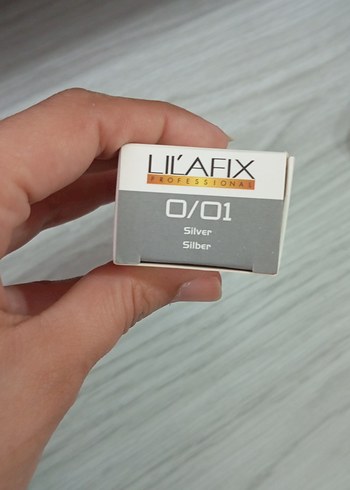 LIL'AFIX
PROFESSIONAL
0/01
Silver
Silber